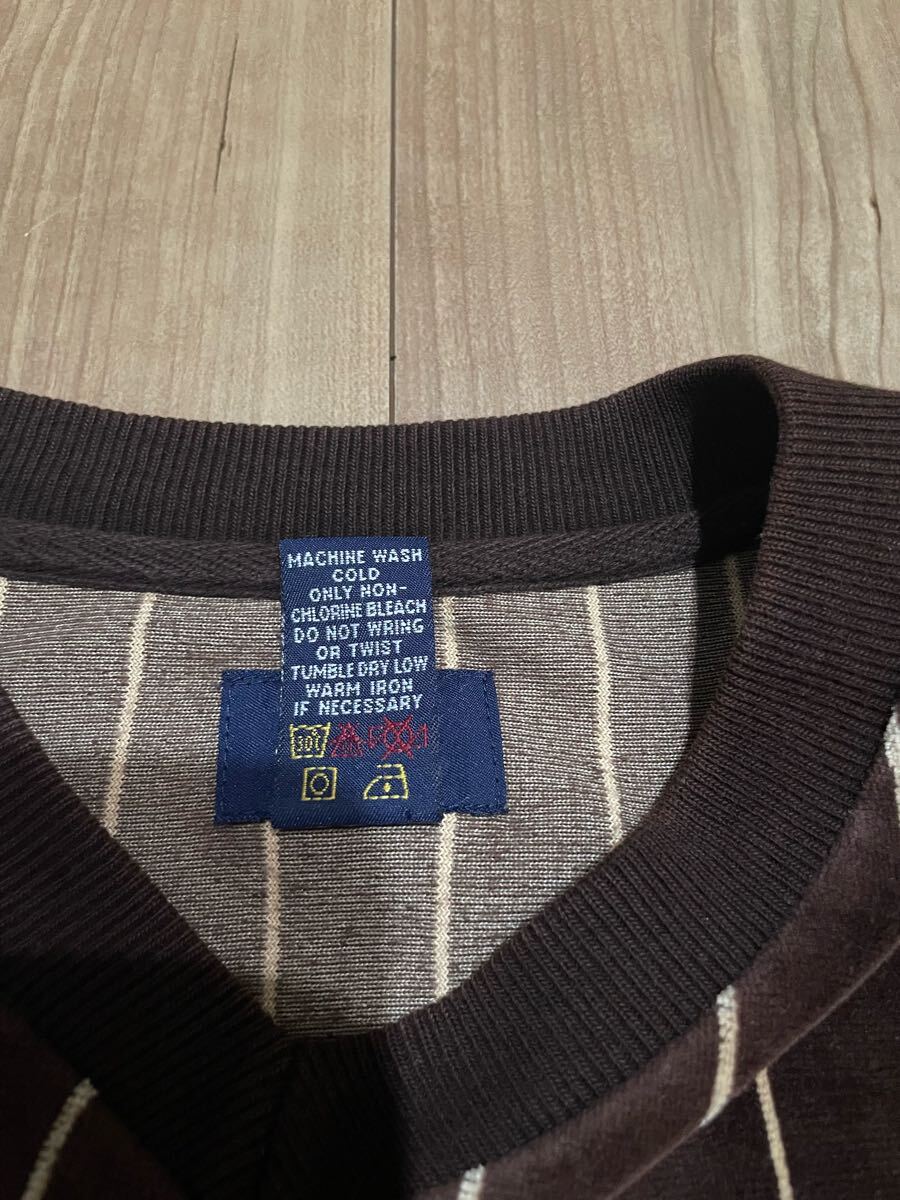 MACHINE WASH
COLD
ONLY NON-
CHLORINE BLEACH
DO NOT WRING
OR TWIST
TUMBLE DRY LOW
WARM IRON
IF NECESSARY